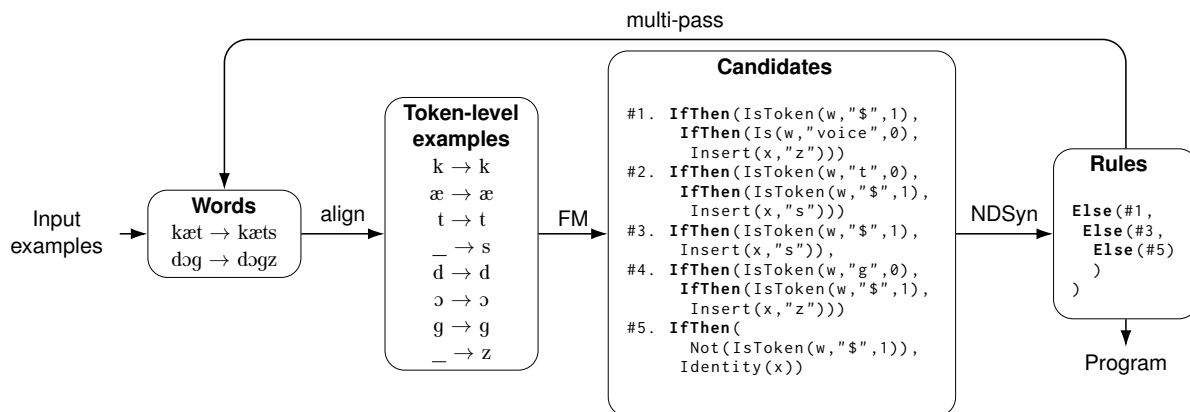 multi-pass
Input
examples
Words
kæt → kæts
dɔg → dɔgz
align
Token-level
examples
k → k
æ → æ
t → t
_ → s
d → d
ɔ → ɔ
g → g
_ → z
FM
Candidates
#1. IfThen(IsToken(w,"$",1),
IfThen(Is(w,"voice",0),
Insert(x,"z")))
#2. IfThen(IsToken(w,"t",0),
IfThen(IsToken(w,"$",1),
Insert(x,"s")))
#3. IfThen(IsToken(w,"$",1),
Insert(x,"s")),
#4. IfThen(IsToken(w,"g",0),
IfThen(IsToken(w,"$",1),
Insert(x,"z")))
#5. IfThen(
Not(IsToken(w,"$",1)),
Identity(x))
NDSyn
Rules
Else(#1,
Else(#3,
Else(#5)
)
)
Program